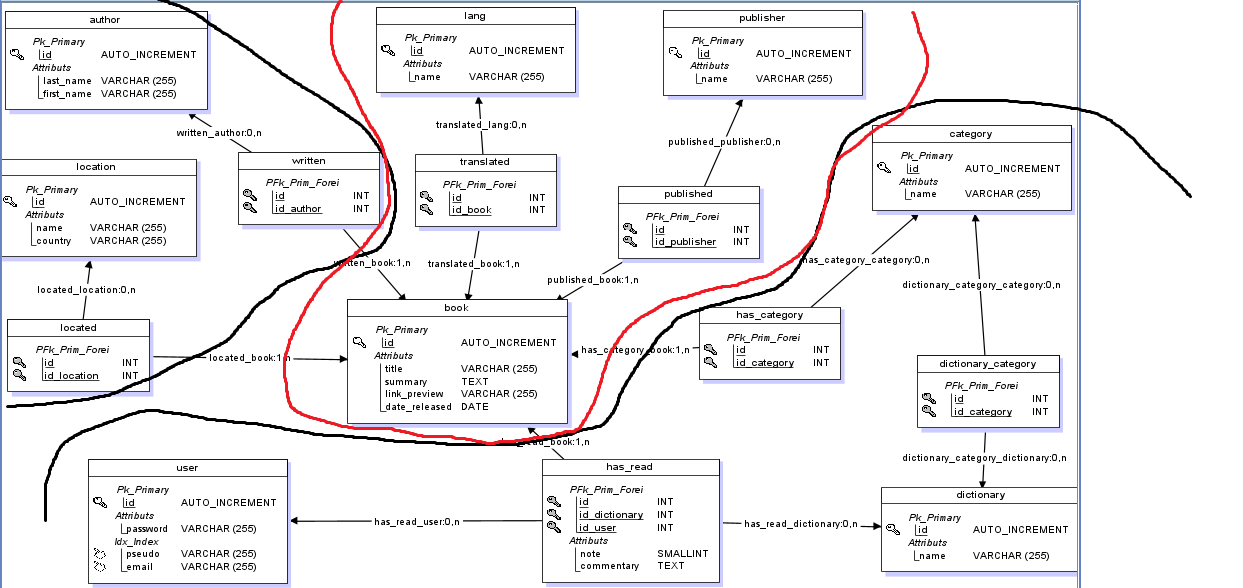 author
Pk_Primary
id AUTO_INCREMENT
Attributs
last_name VARCHAR (255)
first_name VARCHAR (255)
lang
Pk_Primary
id AUTO_INCREMENT
Attributs
name VARCHAR (255)
publisher
Pk_Primary
id AUTO_INCREMENT
Attributs
name VARCHAR (255)
written_author:0,n
translated_lang:0,n
published_publisher:0,n
category
Pk_Primary
id AUTO_INCREMENT
Attributs
name VARCHAR (255)
location
Pk_Primary
id AUTO_INCREMENT
Attributs
name VARCHAR (255)
country VARCHAR (255)
written
PFk_Prim_Forei
id INT
id_author INT
translated
PFk_Prim_Forei
id INT
id_book INT
published
PFk_Prim_Forei
id INT
id_publisher INT
written_book:1,n
translated_book:1,n
published_book:1,n
has_category_category:0,n
dictionary_category_category:0,n
located_location:0,n
located
PFk_Prim_Forei
id INT
id_location INT
located_book:1,n
book
Pk_Primary
id AUTO_INCREMENT
Attributs
title VARCHAR (255)
summary TEXT
link_preview VARCHAR (255)
date_released DATE
has_category_book:1,n
has_category
PFk_Prim_Forei
id INT
id_category INT
dictionary_category
PFk_Prim_Forei
id INT
id_category INT
dictionary_category_dictionary:0,n
user
Pk_Primary
id AUTO_INCREMENT
Attributs
password VARCHAR (255)
Idx_Index
pseudo VARCHAR (255)
email VARCHAR (255)
has_read_user:0,n
has_read
PFk_Prim_Forei
id INT
id_dictionary INT
id_user INT
Attributs
note SMALLINT
commentary TEXT
has_read_dictionary:0,n
dictionary
Pk_Primary
id AUTO_INCREMENT
Attributs
name VARCHAR (255)